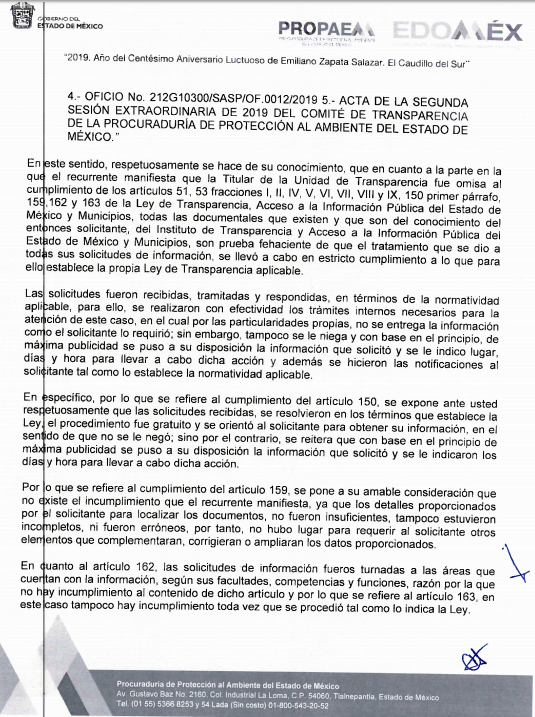 GOBIERNO DEL
ESTADO DE MÉXICO
PROPAEM
EDOMÉX
"2019. Año del Centésimo Aniversario Luctuoso de Emiliano Zapata Salazar. El Caudillo del Sur"
4.- OFICIO No. 212G10300/SASP/OF.0012/2019 5.- ACTA DE LA SEGUNDA
SESIÓN EXTRAORDINARIA DE 2019 DEL COMITÉ DE TRANSPARENCIA
DE LA PROCURADURÍA DE PROTECCIÓN AL AMBIENTE DEL ESTADO DE
MÉXICO."
En este sentido, respetuosamente se hace de su conocimiento, que en cuanto a la parte en la
que el recurrente manifiesta que la Titular de la Unidad de Transparencia fue omisa al
cumplimiento de los artículos 51, 53 fracciones I, II, IV, V, VI, VII, VIII y IX, 150 primer párrafo,
159,162 y 163 de la Ley de Transparencia, Acceso a la Información Pública del Estado de
México y Municipios, todas las documentales que existen y que son del conocimiento del
entonces solicitante, del Instituto de Transparencia y Acceso a la Información Pública del
Estado de México y Municipios, son prueba fehaciente de que el tratamiento que se dio a
todas sus solicitudes de información, se llevó a cabo en estricto cumplimiento a lo que para
ello establece la propia Ley de Transparencia aplicable.
Las solicitudes fueron recibidas, tramitadas y respondidas, en términos de la normatividad
aplicable, para ello, se realizaron con efectividad los trámites internos necesarios para la
atención de este caso, en el cual por las particularidades propias, no se entrega la información
como el solicitante lo requirió; sin embargo, tampoco se le niega y con base en el principio, de
máxima publicidad se puso a su disposición la información que solicitó y se le indico lugar,
días y hora para llevar a cabo dicha acción y además se hicieron las notificaciones al
solicitante tal como lo establece la normatividad aplicable.
En específico, por lo que se refiere al cumplimiento del artículo 150, se expone ante usted
respetuosamente que las solicitudes recibidas, se resolvieron en los términos que establece la
Ley, el procedimiento fue gratuito y se orientó al solicitante para obtener su información, en el
sentido de que no se le negó; sino por el contrario, se reitera que con base en el principio de
máxima publicidad se puso a su disposición la información que solicitó y se le indicaron los
días y hora para llevar a cabo dicha acción.
Por lo que se refiere al cumplimiento del artículo 159, se pone a su amable consideración que
no existe el incumplimiento que el recurrente manifiesta, ya que los detalles proporcionados
por el solicitante para localizar los documentos, no fueron insuficientes, tampoco estuvieron
incompletos, ni fueron erróneos, por tanto, no hubo lugar para requerir al solicitante otros
elementos que complementaran, corrigieran o ampliaran los datos proporcionados.
En cuanto al artículo 162, las solicitudes de información fueros turnadas a las áreas que
cuentan con la información, según sus facultades, competencias y funciones, razón por la que
no hay incumplimiento al contenido de dicho artículo y por lo que se refiere al artículo 163, en
este caso tampoco hay incumplimiento toda vez que se procedió tal como lo indica la Ley.
Procuraduría de Protección al Ambiente del Estado de México
Av. Gustavo Baz No. 2160. Col. Industrial La Loma, C.P. 54060, Tlalnepantla, Estado de México
Tel. (01 55) 5366 8253 y 54 Lada (Sin costo) 01-800-543-20-52